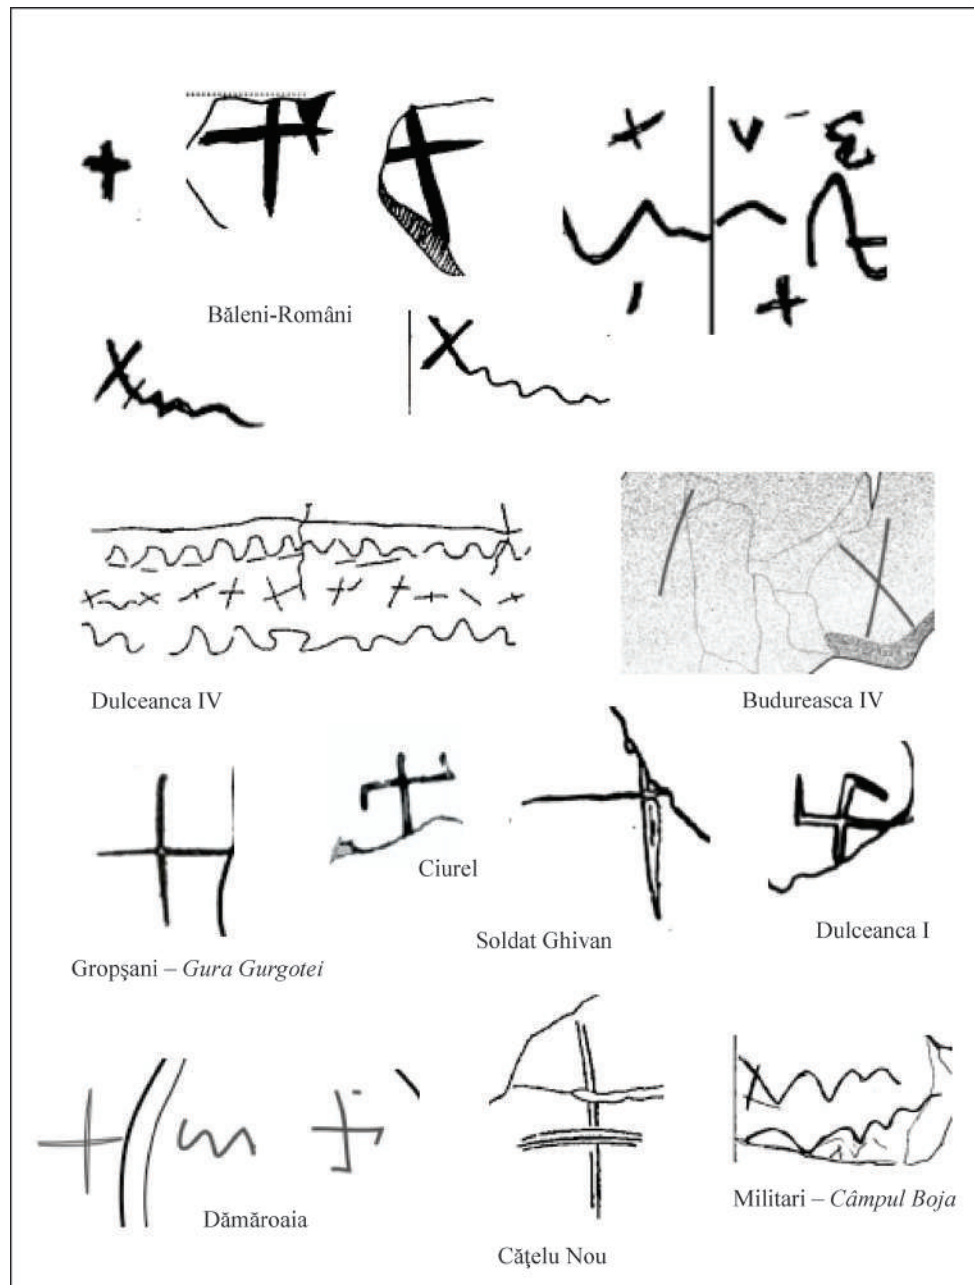 Băleni-Români
Dulceanca IV
Budureasca IV
Ciurel
Soldat Ghivan
Dulceanca I
Gropşani – Gura Gurgotei
Dămăroaia
Căţelu Nou
Militari – Câmpul Boja